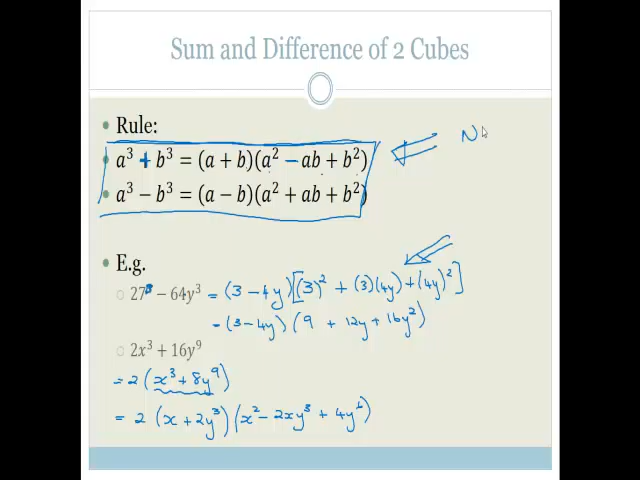 Sum and Difference of 2 Cubes
• Rule:
• a³ + b³ = (a + b)(a² − ab + b²)
N
• a³ − b³ = (a − b)(a² + ab + b²)
• E.g.
27 − 64y³ = (3 − 4y)[(3)² + (3)(4y) + (4y)²]
= (3 − 4y) (9 + 12y + 16y²)
2x³ + 16y⁹
= 2 (x³ + 8y⁹)
= 2 (x + 2y³) (x² − 2xy³ + 4y⁶)